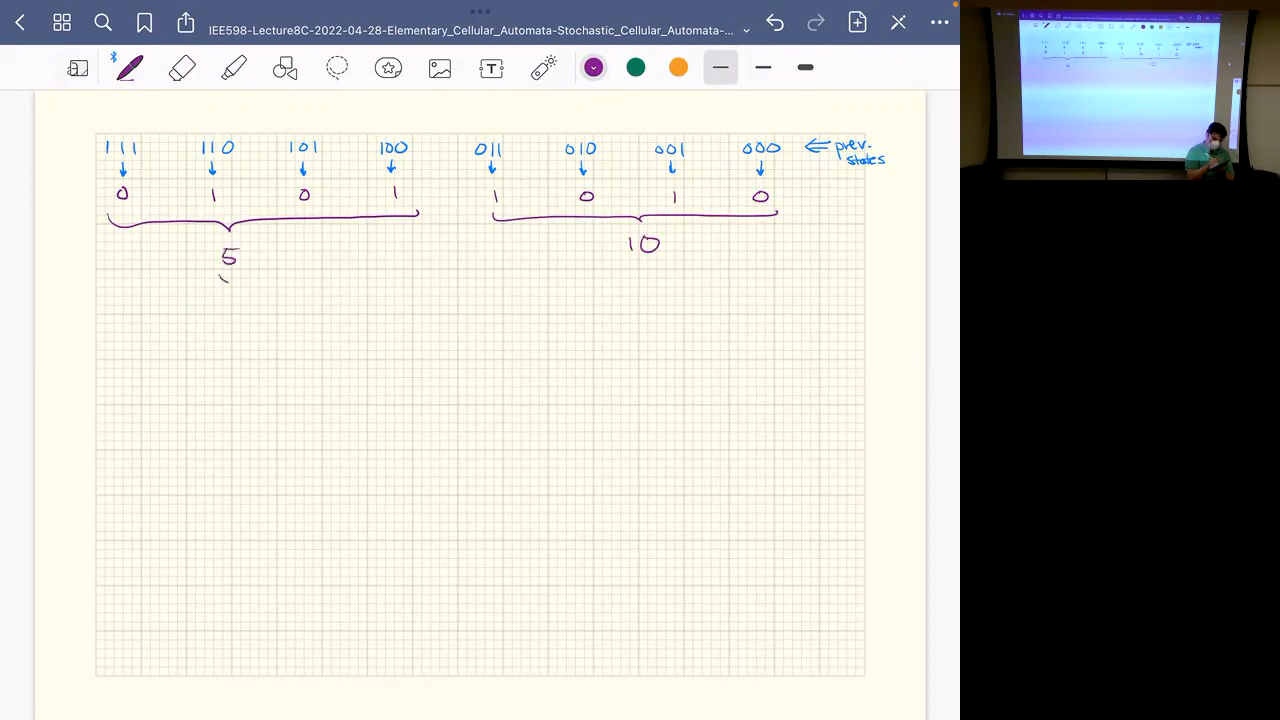 IEE598-Lecture8C-2022-04-28-Elementary_Cellular_Automata-Stochastic_Cellular_Automata-...
111 110 101 100 011 010 001 000 ⇐ prev.
states
↓ ↓ ↓ ↓ ↓ ↓ ↓ ↓
0 1 0 1 1 0 1 0
5 10